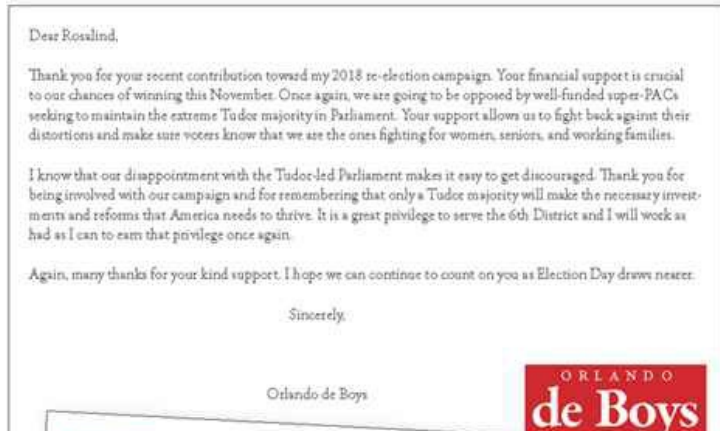 Dear Rosalind,
Thank you for your recent contribution toward my 2018 re-election campaign. Your financial support is crucial
to our chances of winning this November. Once again, we are going to be opposed by well-funded super-PACs
seeking to maintain the extreme Tudor majority in Parliament. Your support allows us to fight back against their
distortions and make sure voters know that we are the ones fighting for women, seniors, and working families.
I know that our disappointment with the Tudor-led Parliament makes it easy to get discouraged. Thank you for
being involved with our campaign and for remembering that only a Tudor majority will make the necessary invest-
ments and reforms that America needs to thrive. It is a great privilege to serve the 6th District and I will work as
had as I can to earn that privilege once again.
Again, many thanks for your kind support. I hope we can continue to count on you as Election Day draws nearer.
Sincerely,
Orlando de Boys
ORLANDO
de Boys